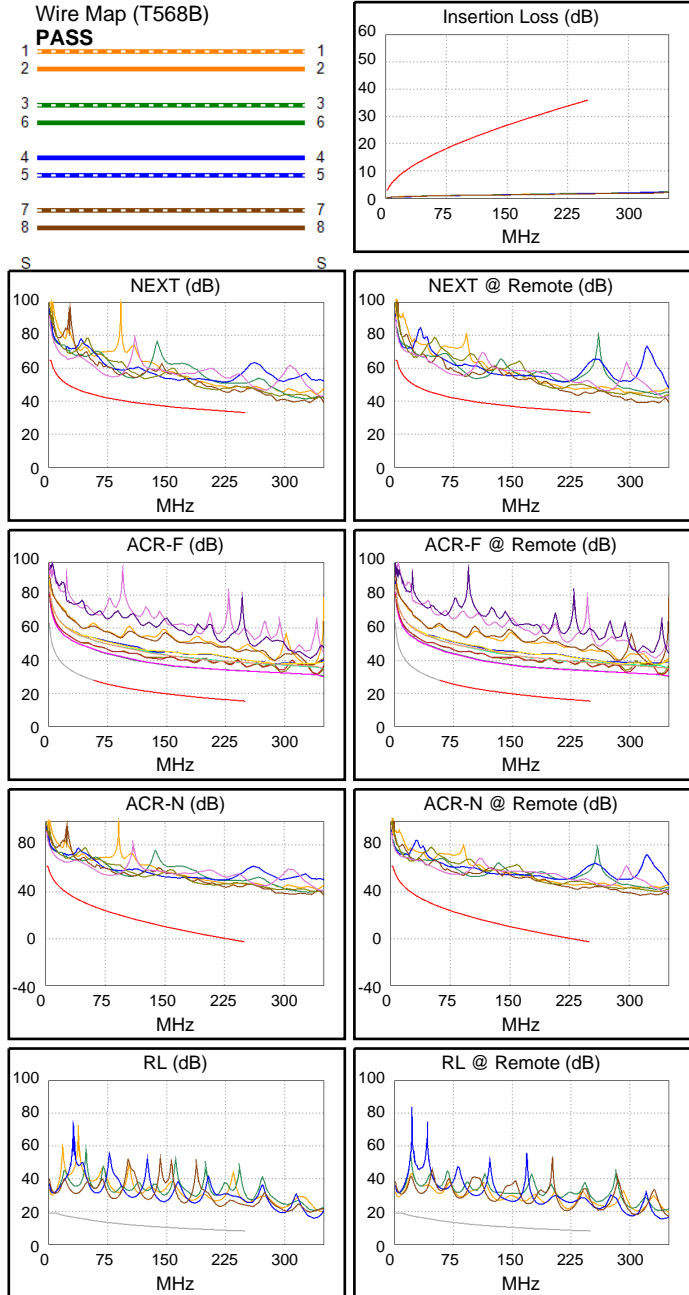 Wire Map (T568B)
PASS
1 1
2 2
3 3
6 6
4 4
5 5
7 7
8 8
S S
Insertion Loss (dB)
60
50
40
30
20
10
0
0 75 150 225 300
MHz
NEXT (dB)
100
80
60
40
20
0
0 75 150 225 300
MHz
NEXT @ Remote (dB)
100
80
60
40
20
0
0 75 150 225 300
MHz
ACR-F (dB)
100
80
60
40
20
0
0 75 150 225 300
MHz
ACR-F @ Remote (dB)
100
80
60
40
20
0
0 75 150 225 300
MHz
ACR-N (dB)
80
40
0
-40
0 75 150 225 300
MHz
ACR-N @ Remote (dB)
80
40
0
-40
0 75 150 225 300
MHz
RL (dB)
100
80
60
40
20
0
0 75 150 225 300
MHz
RL @ Remote (dB)
100
80
60
40
20
0
0 75 150 225 300
MHz